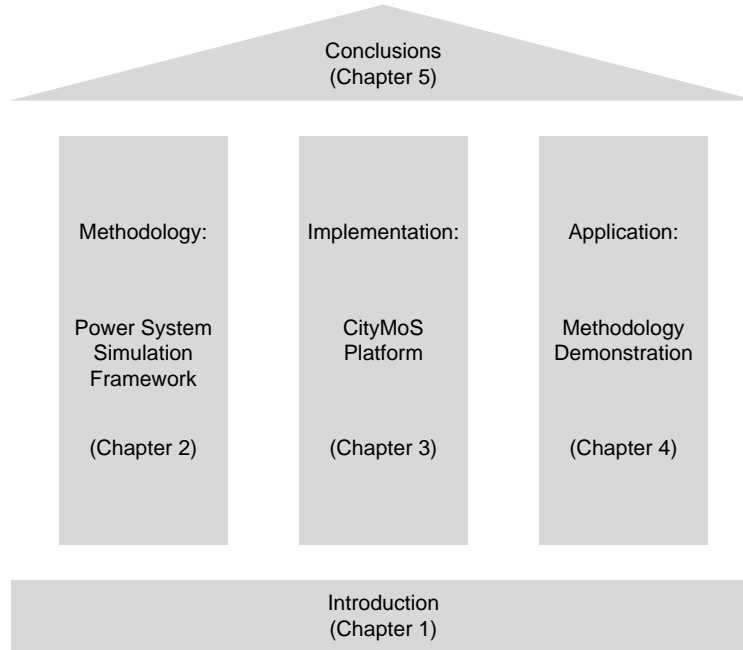 Conclusions
(Chapter 5)
Methodology:
Power System
Simulation
Framework
(Chapter 2)
Implementation:
CityMoS
Platform
(Chapter 3)
Application:
Methodology
Demonstration
(Chapter 4)
Introduction
(Chapter 1)